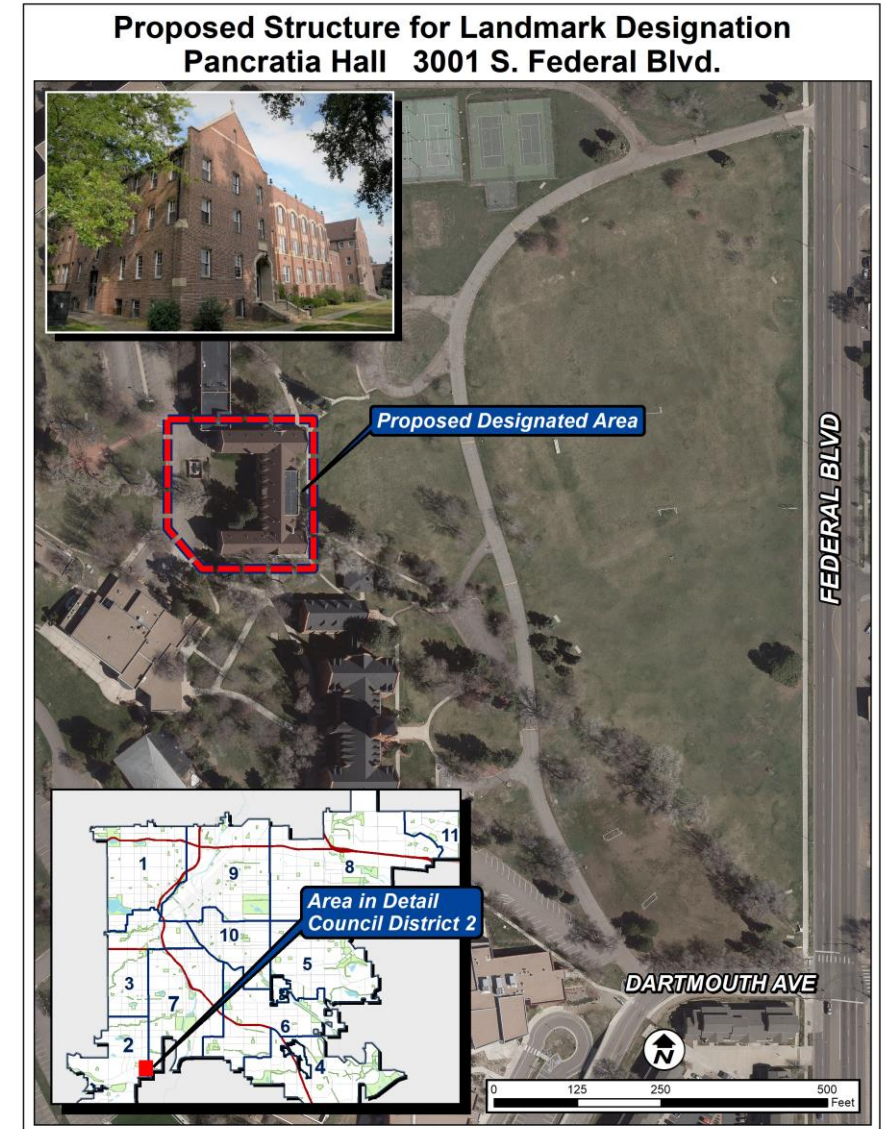 Proposed Structure for Landmark Designation
Pancratia Hall 3001 S. Federal Blvd.
Proposed Designated Area
FEDERAL BLVD
11
1
8
9
Area in Detail
Council District 2
10
5
3
7
6
2
4
DARTMOUTH AVE
N
0 125 250 500
Feet